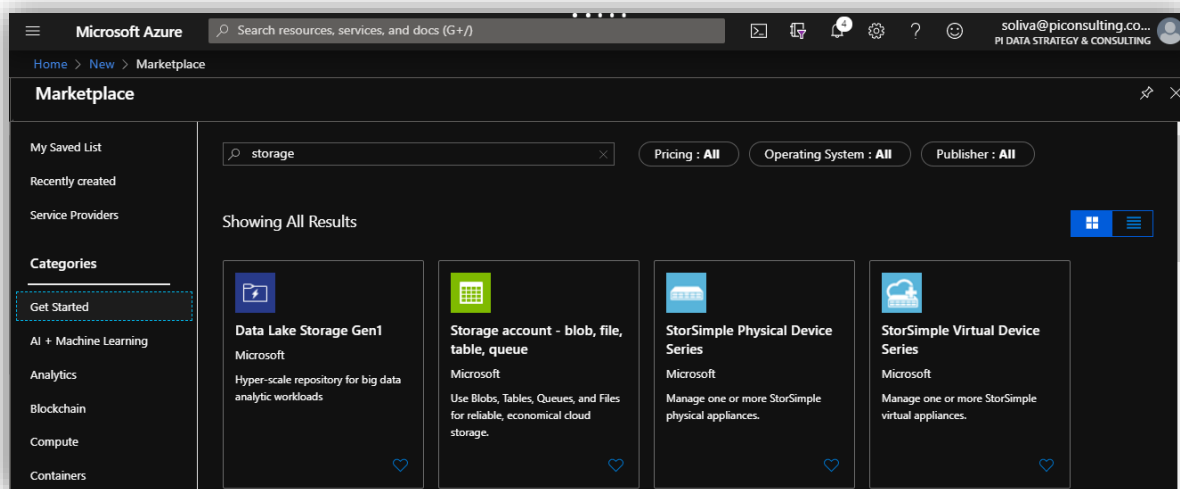 Microsoft Azure
Search resources, services, and docs (G+/)
4
soliva@piconsulting.co...
PI DATA STRATEGY & CONSULTING
Home > New > Marketplace
Marketplace
My Saved List
Recently created
Service Providers
Categories
Get Started
AI + Machine Learning
Analytics
Blockchain
Compute
Containers
storage
Pricing : All
Operating System : All
Publisher : All
Showing All Results
Data Lake Storage Gen1
Microsoft
Hyper-scale repository for big data
analytic workloads
Storage account - blob, file,
table, queue
Microsoft
Use Blobs, Tables, Queues, and Files
for reliable, economical cloud
storage.
StorSimple Physical Device
Series
Microsoft
Manage one or more StorSimple
physical appliances.
StorSimple Virtual Device
Series
Microsoft
Manage one or more StorSimple
virtual appliances.